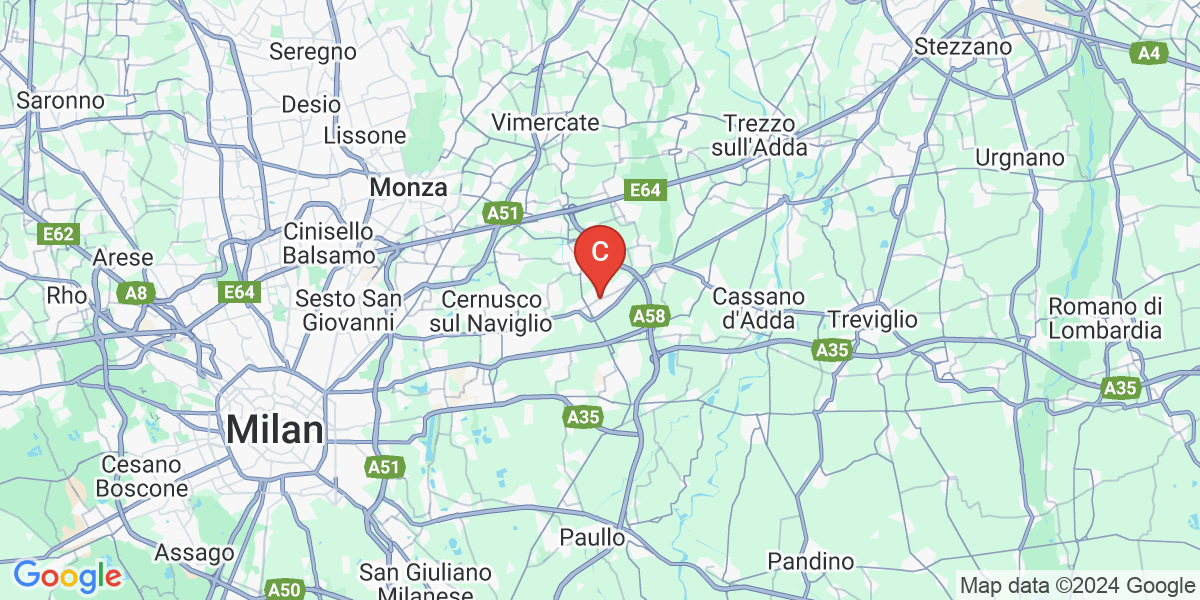 Stezzano
A4
Seregno
Saronno
Desio
Vimercate
Trezzo
sull'Adda
Lissone
Urgnano
Monza
E64
A51
E62
Cinisello
Balsamo
C
Arese
Rho
A8
E64
Sesto San
Giovanni
Cernusco
sul Naviglio
A58
Cassano
d'Adda
Treviglio
Romano di
Lombardia
A35
A35
Milan
A35
Cesano
Boscone
A51
Paullo
Assago
Pandino
San Giuliano
Milanese
A50
Google
Map data ©2024 Google